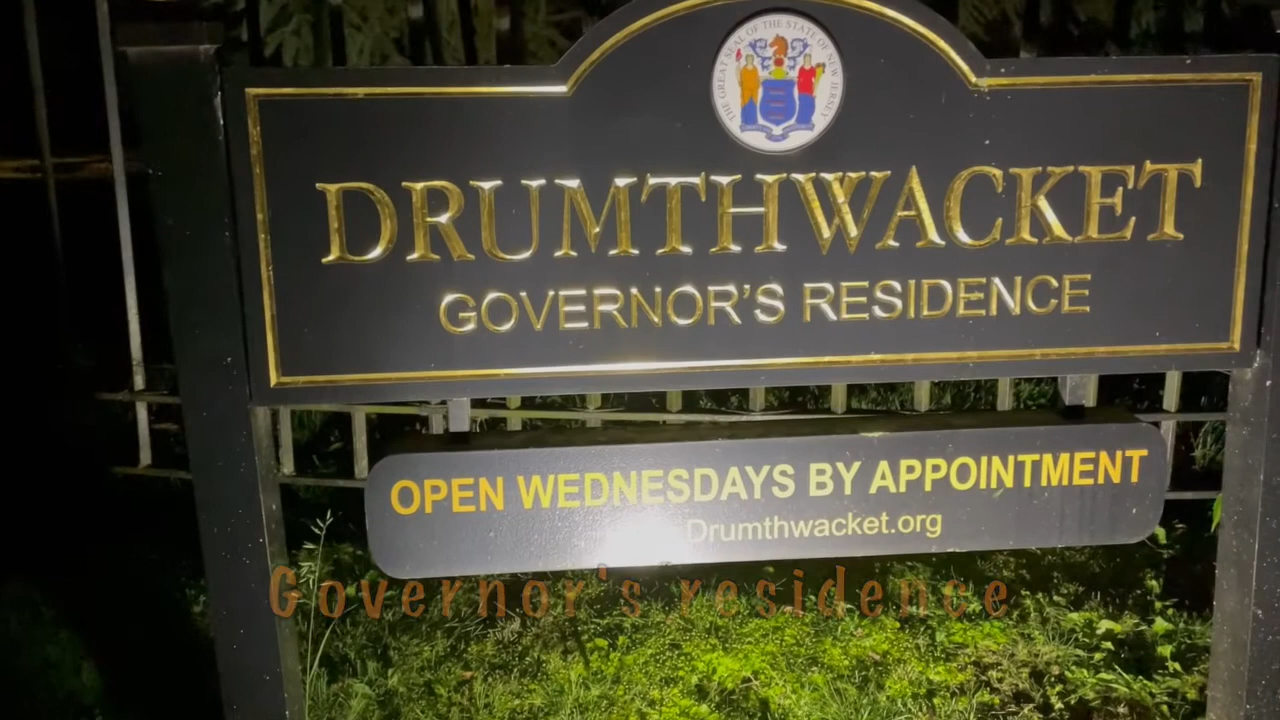 THE GREAT SEAL OF THE STATE OF NEW JERSEY
DRUMTHWACKET
GOVERNOR'S RESIDENCE
OPEN WEDNESDAYS BY APPOINTMENT
Drumthwacket.org
Governor's residence